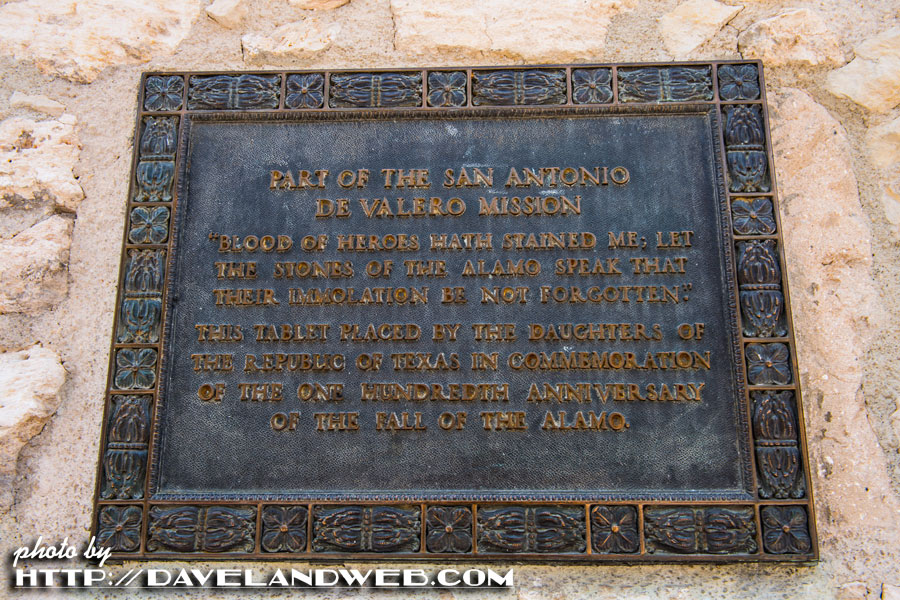 PART OF THE SAN ANTONIO
DE VALERO MISSION
"BLOOD OF HEROES HATH STAINED ME; LET
THE STONES OF THE ALAMO SPEAK THAT
THEIR IMMOLATION BE NOT FORGOTTEN."
THIS TABLET PLACED BY THE DAUGHTERS OF
THE REPUBLIC OF TEXAS IN COMMEMORATION
OF THE ONE HUNDREDTH ANNIVERSARY
OF THE FALL OF THE ALAMO.
photo by
HTTP://DAVELANDWEB.COM